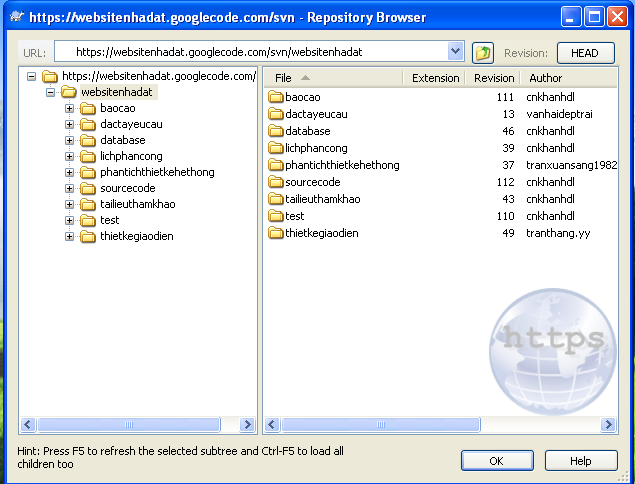 https://websitenhadat.googlecode.com/svn - Repository Browser
URL: https://websitenhadat.googlecode.com/svn/websitenhadat Revision: HEAD
https://websitenhadat.googlecode.com/
websitenhadat
baocao
dactayeucau
database
lichphancong
phantichthietkehethong
sourcecode
tailieuthamkhao
test
thietkegiaodien
File Extension Revision Author
baocao 111 cnkhanhdl
dactayeucau 13 vanhaideptrai
database 46 cnkhanhdl
lichphancong 39 cnkhanhdl
phantichthietkehethong 37 tranxuansang1982
sourcecode 112 cnkhanhdl
tailieuthamkhao 43 cnkhanhdl
test 110 cnkhanhdl
thietkegiaodien 49 tranthang.yy
https
Hint: Press F5 to refresh the selected subtree and Ctrl-F5 to load all
children too
OK Help